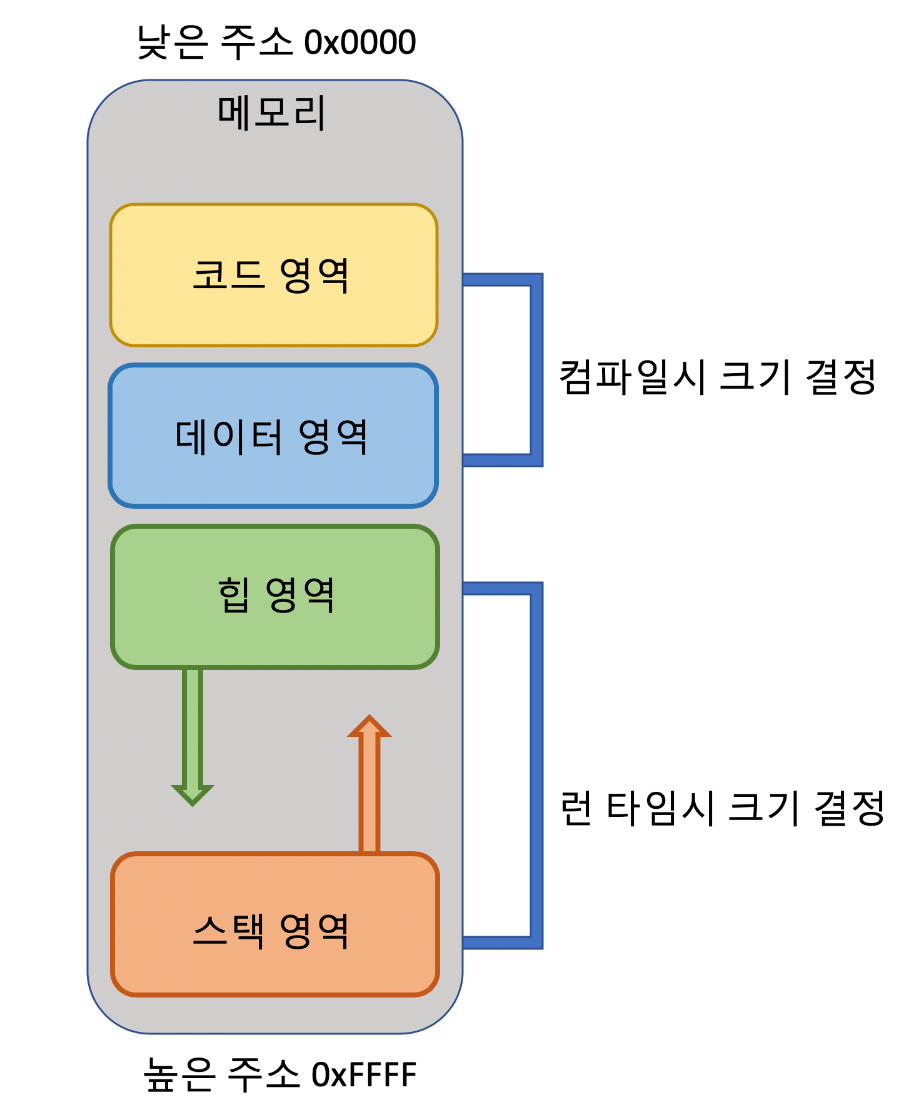 낮은 주소 0x0000
메모리
코드 영역
데이터 영역
컴파일시 크기 결정
힙 영역
런 타임시 크기 결정
스택 영역
높은 주소 0xFFFF